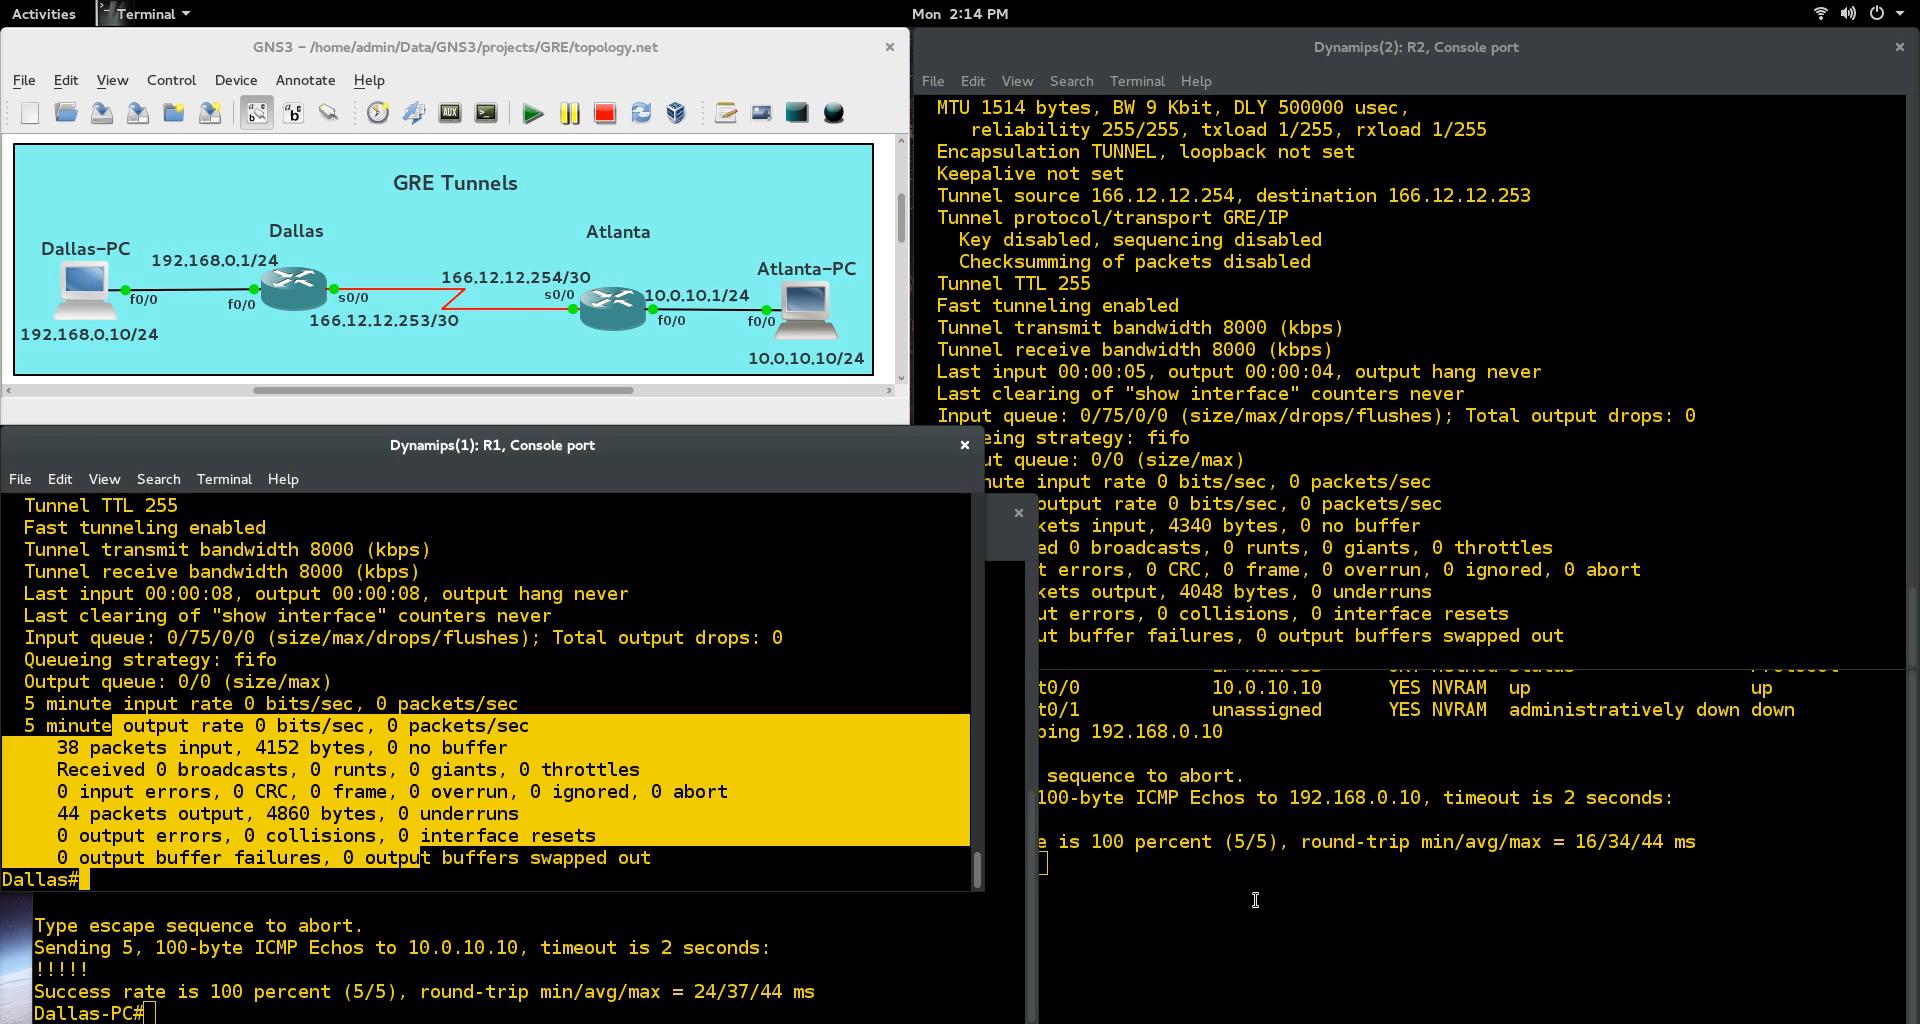 Activities
Terminal
Mon 2:14 PM
GNS3 – /home/admin/Data/GNS3/projects/GRE/topology.net
File Edit View Control Device Annotate Help
AUX
GRE Tunnels
Dallas
Atlanta
Dallas-PC
192.168.0.1/24
166.12.12.254/30
Atlanta-PC
s0/0
10.0.10.1/24
f0/0
f0/0
s0/0
166.12.12.253/30
f0/0
f0/0
192.168.0.10/24
10.0.10.10/24
Dynamips(2): R2, Console port
File Edit View Search Terminal Help
MTU 1514 bytes, BW 9 Kbit, DLY 500000 usec,
reliability 255/255, txload 1/255, rxload 1/255
Encapsulation TUNNEL, loopback not set
Keepalive not set
Tunnel source 166.12.12.254, destination 166.12.12.253
Tunnel protocol/transport GRE/IP
Key disabled, sequencing disabled
Checksumming of packets disabled
Tunnel TTL 255
Fast tunneling enabled
Tunnel transmit bandwidth 8000 (kbps)
Tunnel receive bandwidth 8000 (kbps)
Last input 00:00:05, output 00:00:04, output hang never
Last clearing of "show interface" counters never
Input queue: 0/75/0/0 (size/max/drops/flushes); Total output drops: 0
eing strategy: fifo
ut queue: 0/0 (size/max)
nute input rate 0 bits/sec, 0 packets/sec
output rate 0 bits/sec, 0 packets/sec
kets input, 4340 bytes, 0 no buffer
ed 0 broadcasts, 0 runts, 0 giants, 0 throttles
t errors, 0 CRC, 0 frame, 0 overrun, 0 ignored, 0 abort
kets output, 4048 bytes, 0 underruns
ut errors, 0 collisions, 0 interface resets
ut buffer failures, 0 output buffers swapped out
Dynamips(1): R1, Console port
File Edit View Search Terminal Help
Tunnel TTL 255
Fast tunneling enabled
Tunnel transmit bandwidth 8000 (kbps)
Tunnel receive bandwidth 8000 (kbps)
Last input 00:00:08, output 00:00:08, output hang never
Last clearing of "show interface" counters never
Input queue: 0/75/0/0 (size/max/drops/flushes); Total output drops: 0
Queueing strategy: fifo
Output queue: 0/0 (size/max)
5 minute input rate 0 bits/sec, 0 packets/sec
5 minute output rate 0 bits/sec, 0 packets/sec
38 packets input, 4152 bytes, 0 no buffer
Received 0 broadcasts, 0 runts, 0 giants, 0 throttles
0 input errors, 0 CRC, 0 frame, 0 overrun, 0 ignored, 0 abort
44 packets output, 4860 bytes, 0 underruns
0 output errors, 0 collisions, 0 interface resets
0 output buffer failures, 0 output buffers swapped out
Dallas#
t0/0 10.0.10.10 YES NVRAM up up
t0/1 unassigned YES NVRAM administratively down down
ping 192.168.0.10
sequence to abort.
100-byte ICMP Echos to 192.168.0.10, timeout is 2 seconds:
e is 100 percent (5/5), round-trip min/avg/max = 16/34/44 ms
Type escape sequence to abort.
Sending 5, 100-byte ICMP Echos to 10.0.10.10, timeout is 2 seconds:
!!!!!
Success rate is 100 percent (5/5), round-trip min/avg/max = 24/37/44 ms
Dallas-PC#